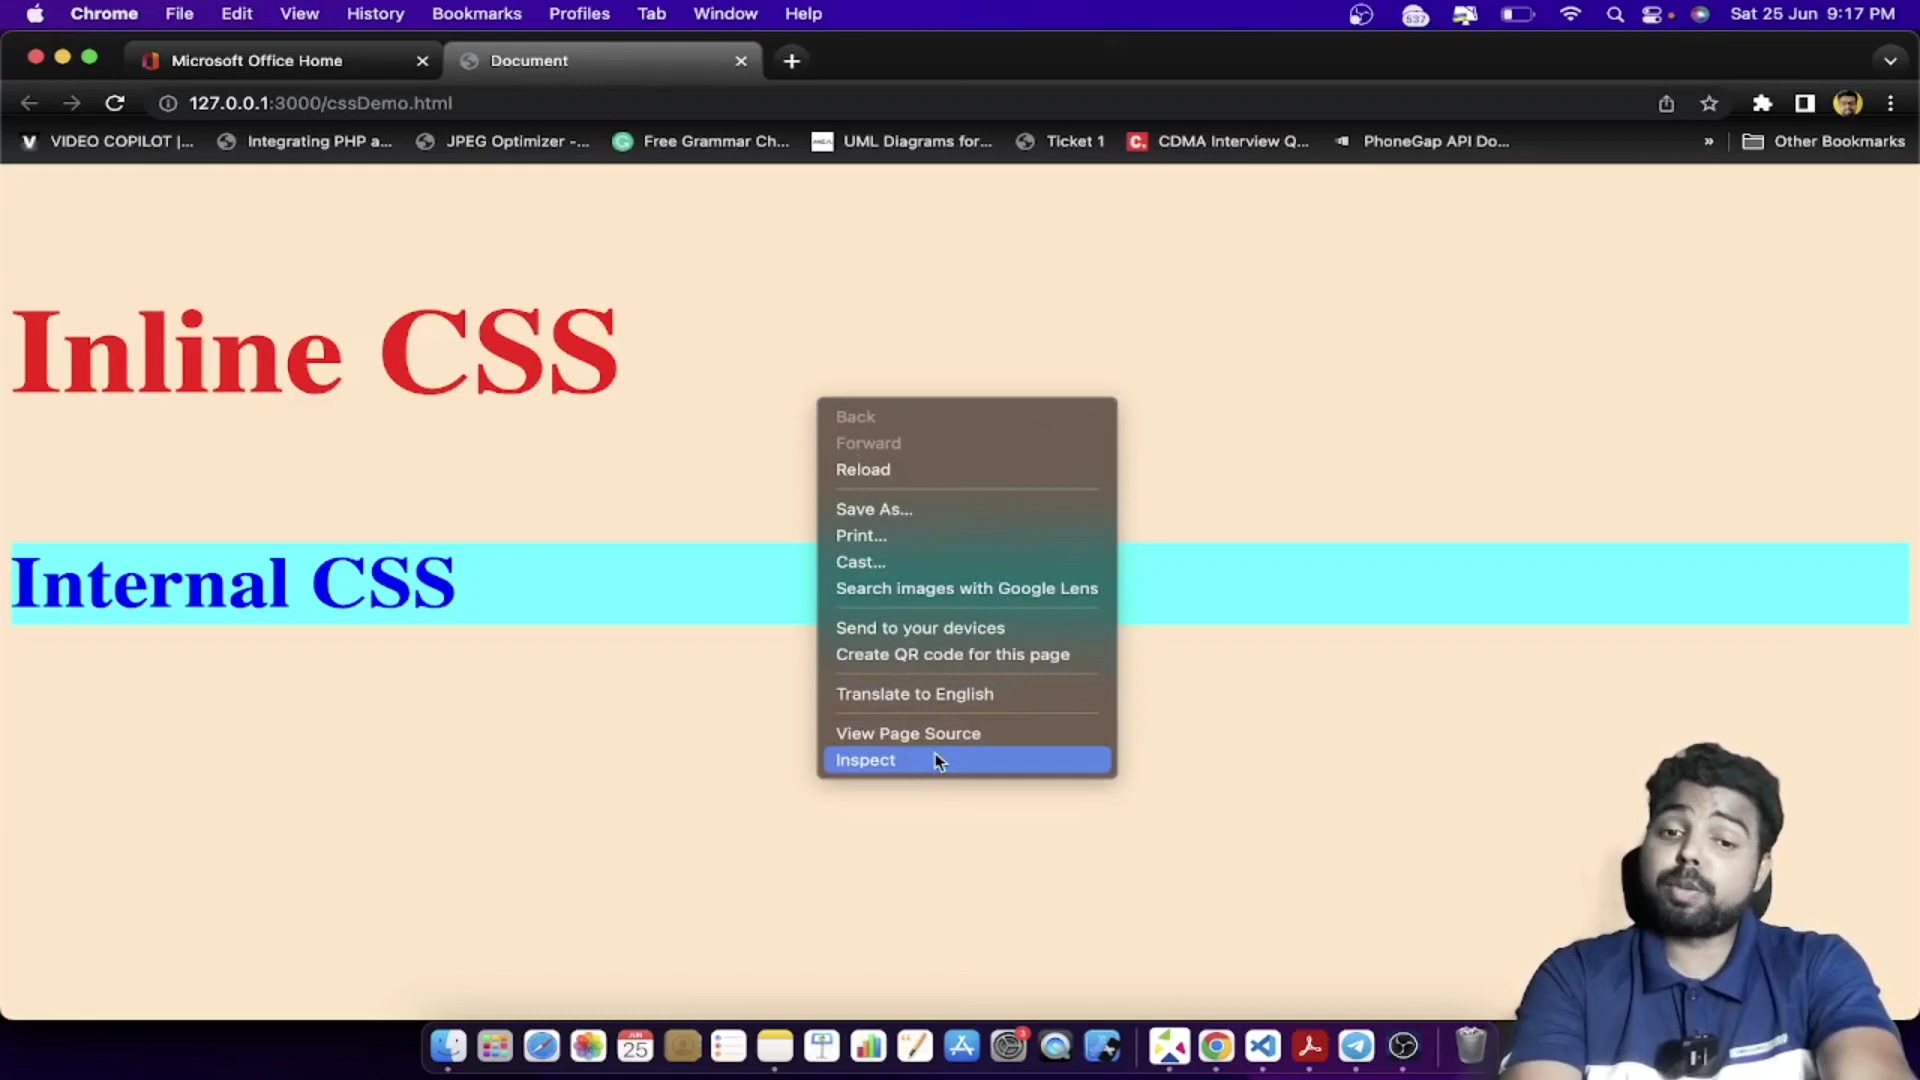 Chrome File Edit View History Bookmarks Profiles Tab Window Help 537 Sat 25 Jun 9:17 PM
Microsoft Office Home Document
127.0.0.1:3000/cssDemo.html
VIDEO COPILOT |... Integrating PHP a... JPEG Optimizer -... Free Grammar Ch... UML Diagrams for... Ticket 1 CDMA Interview Q... PhoneGap API Do... » Other Bookmarks
Inline CSS
Internal CSS
Back
Forward
Reload
Save As...
Print...
Cast...
Search images with Google Lens
Send to your devices
Create QR code for this page
Translate to English
View Page Source
Inspect
JUN
25
3